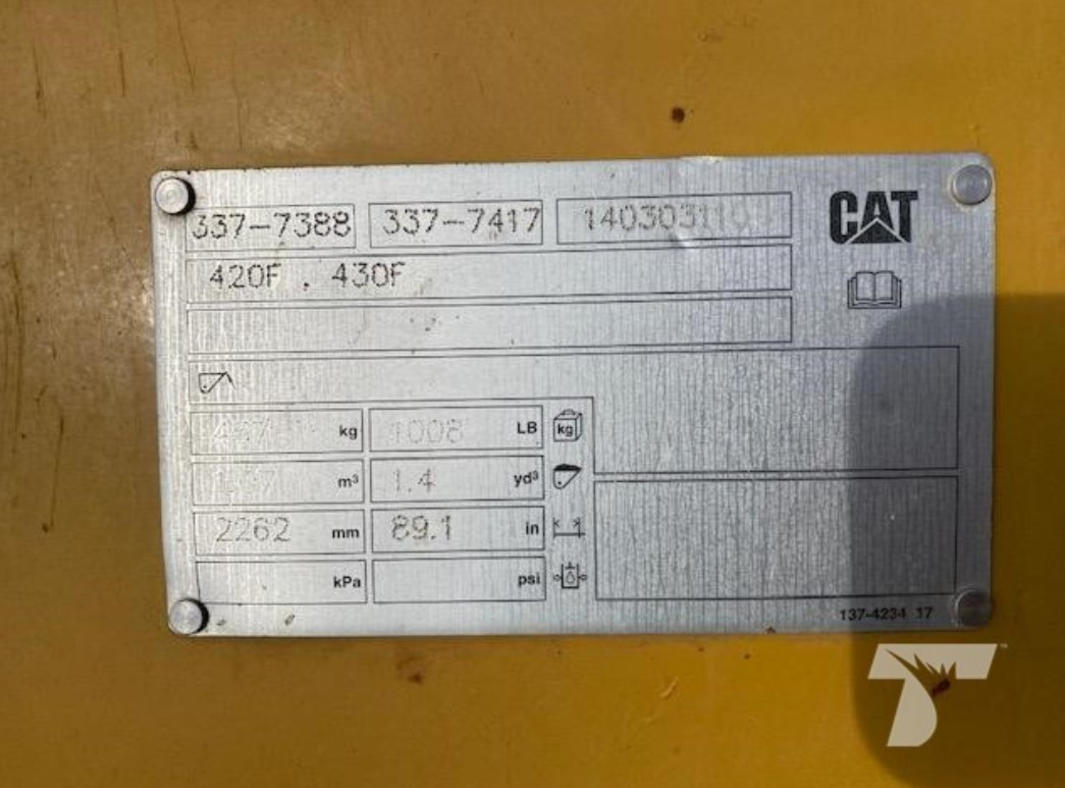 337-7388 337-7417 CAT
420F , 430F
kg 1008 LB kg
m³ 1.4 yd³
2262 mm 89.1 in
kPa psi
137-4234 17